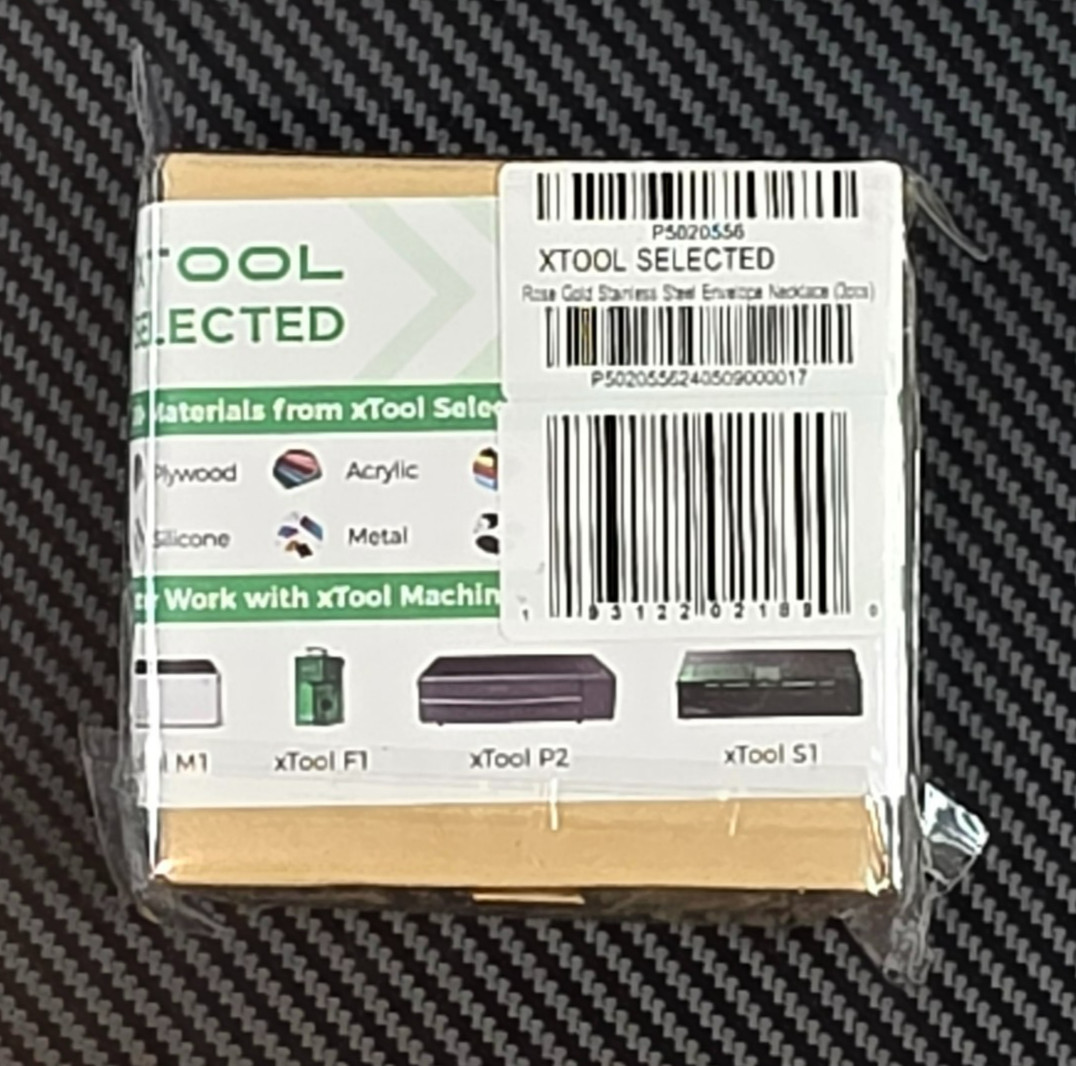 TOOL
SELECTED
Materials from xTool Selec
Plywood
Acrylic
Silicone
Metal
Work with xTool Machin
M1
xTool F1
xTool P2
xTool S1
P5020556
XTOOL SELECTED
Rose Gold Stainless Steel Envelope Necklace (3pcs)
P5020556240509000017
1 93122 02189 0